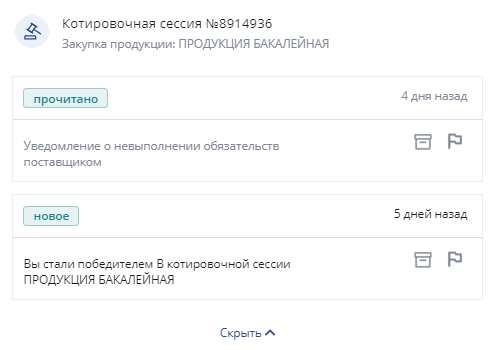 Котировочная сессия №8914936
Закупка продукции: ПРОДУКЦИЯ БАКАЛЕЙНАЯ
прочитано
4 дня назад
Уведомление о невыполнении обязательств
поставщиком
новое
5 дней назад
Вы стали победителем В котировочной сессии
ПРОДУКЦИЯ БАКАЛЕЙНАЯ
Скрыть